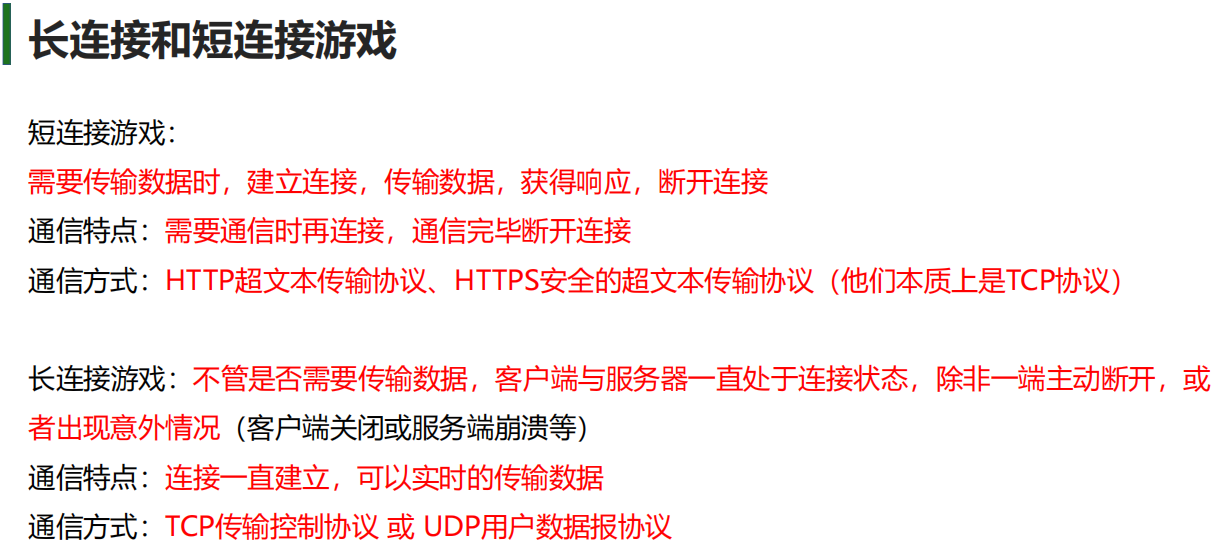 长连接和短连接游戏
短连接游戏：
需要传输数据时，建立连接，传输数据，获得响应，断开连接
通信特点：需要通信时再连接，通信完毕断开连接
通信方式：HTTP超文本传输协议、HTTPS安全的超文本传输协议（他们本质上是TCP协议）
长连接游戏：不管是否需要传输数据，客户端与服务器一直处于连接状态，除非一端主动断开，或
者出现意外情况（客户端关闭或服务端崩溃等）
通信特点：连接一直建立，可以实时的传输数据
通信方式：TCP传输控制协议 或 UDP用户数据报协议